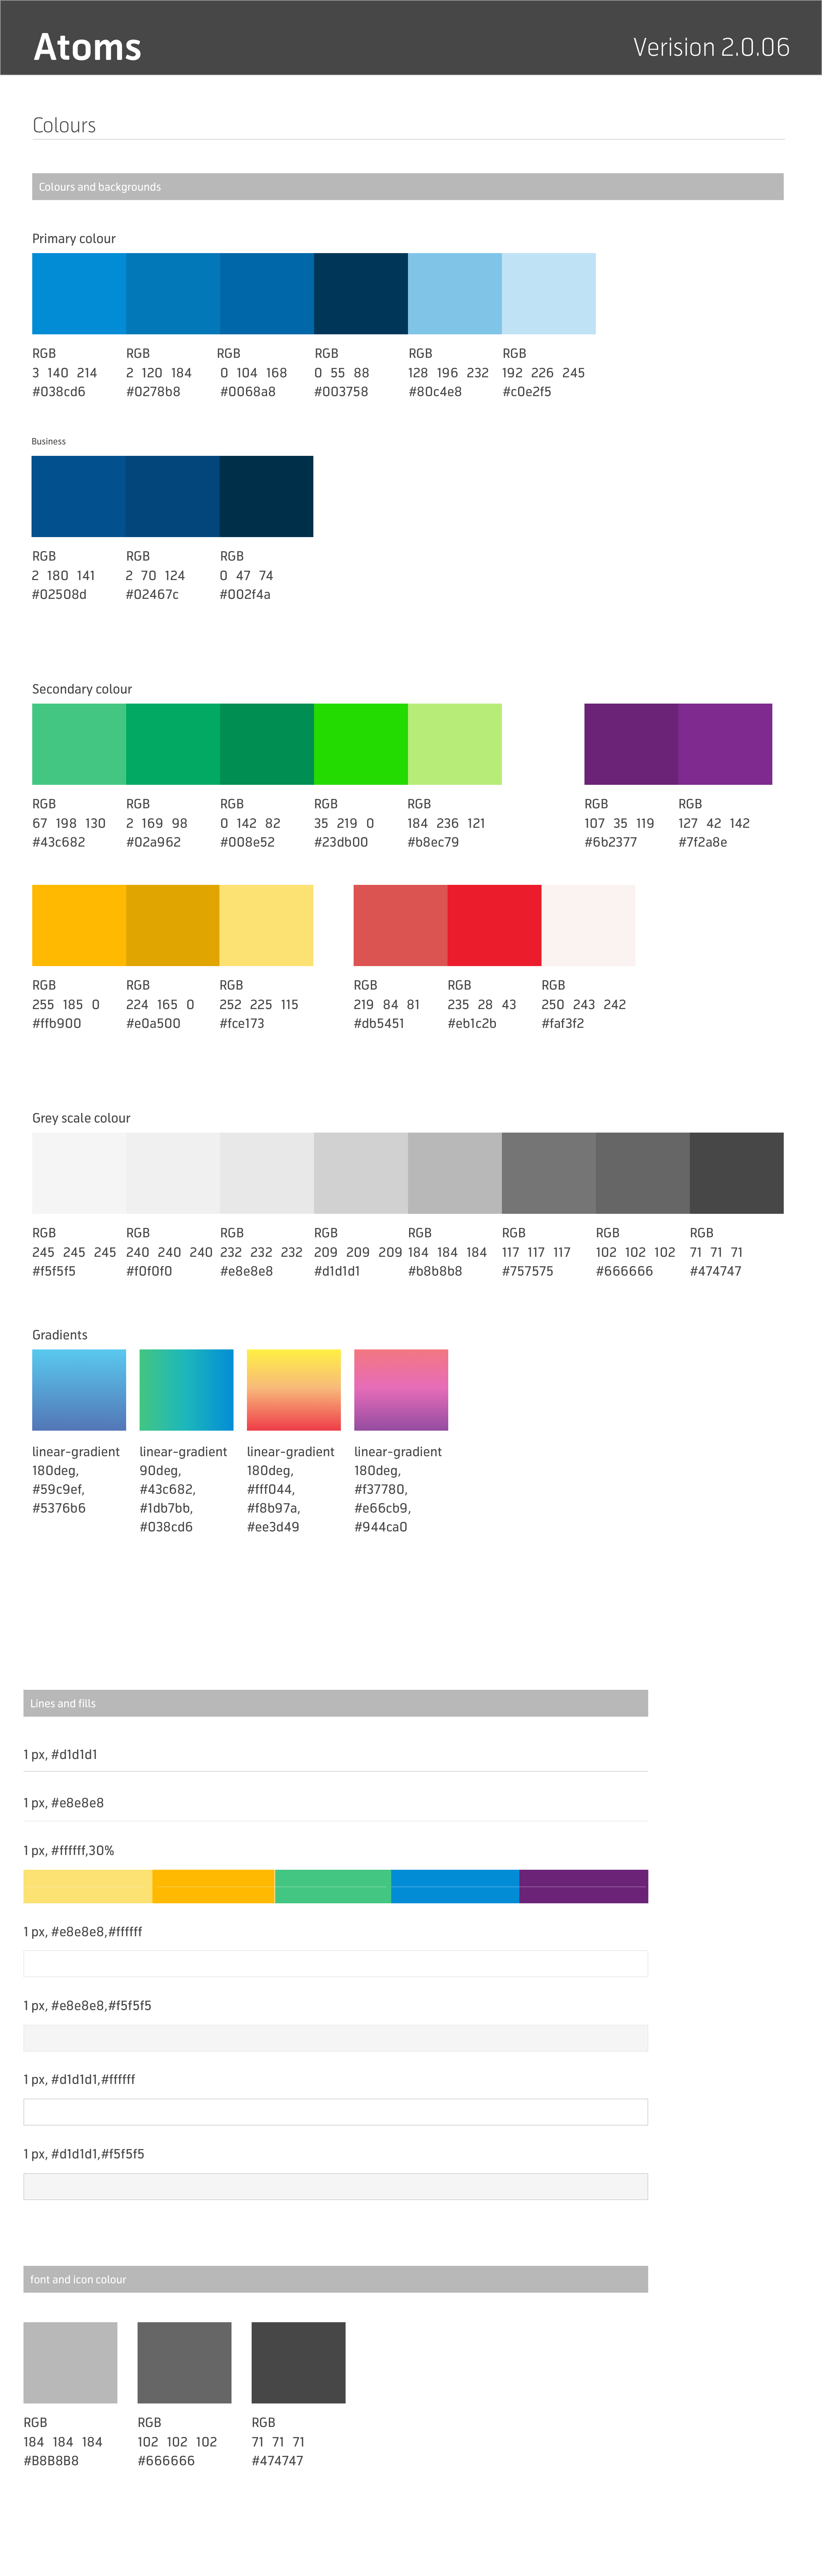 Atoms
Verision 2.0.06
Colours
Colours and backgrounds
Primary colour
RGB RGB RGB RGB RGB RGB
3 140 214 2 120 184 0 104 168 0 55 88 128 196 232 192 226 245
#038cd6 #0278b8 #0068a8 #003758 #80c4e8 #c0e2f5
Business
RGB RGB RGB
2 180 141 2 70 124 0 47 74
#02508d #02467c #002f4a
Secondary colour
RGB RGB RGB RGB RGB RGB RGB
67 198 130 2 169 98 0 142 82 35 219 0 184 236 121 107 35 119 127 42 142
#43c682 #02a962 #008e52 #23db00 #b8ec79 #6b2377 #7f2a8e
RGB RGB RGB RGB RGB RGB
255 185 0 224 165 0 252 225 115 219 84 81 235 28 43 250 243 242
#ffb900 #e0a500 #fce173 #db5451 #eb1c2b #faf3f2
Grey scale colour
RGB RGB RGB RGB RGB RGB RGB RGB
245 245 245 240 240 240 232 232 232 209 209 209 184 184 184 117 117 117 102 102 102 71 71 71
#f5f5f5 #f0f0f0 #e8e8e8 #d1d1d1 #b8b8b8 #757575 #666666 #474747
Gradients
linear-gradient linear-gradient linear-gradient linear-gradient
180deg, 90deg, 180deg, 180deg,
#59c9ef, #43c682, #fff044, #f37780,
#5376b6 #1db7bb, #f8b97a, #e66cb9,
#038cd6 #ee3d49 #944ca0
Lines and fills
1 px, #d1d1d1
1 px, #e8e8e8
1 px, #ffffff,30%
1 px, #e8e8e8,#ffffff
1 px, #e8e8e8,#f5f5f5
1 px, #d1d1d1,#ffffff
1 px, #d1d1d1,#f5f5f5
font and icon colour
RGB RGB RGB
184 184 184 102 102 102 71 71 71
#B8B8B8 #666666 #474747